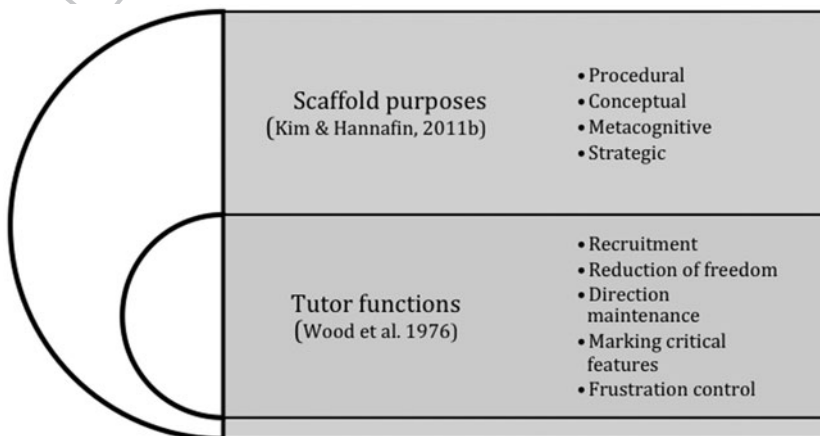 Scaffold purposes
(Kim & Hannafin, 2011b)
• Procedural
• Conceptual
• Metacognitive
• Strategic
Tutor functions
(Wood et al. 1976)
• Recruitment
• Reduction of freedom
• Direction
maintenance
• Marking critical
features
• Frustration control